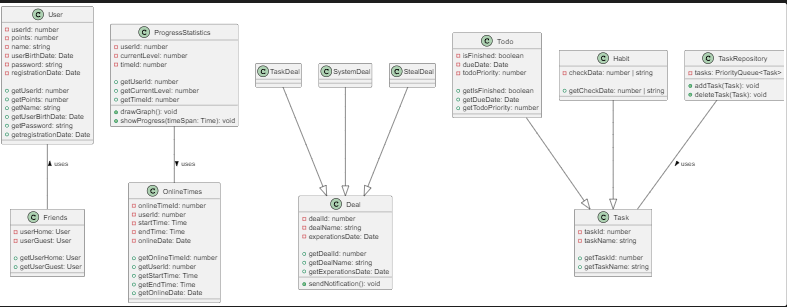 C User
userId: number
points: number
name: string
userBirthDate: Date
password: string
registrationDate: Date
getUserId: number
getPoints: number
getName: string
getUserBirthDate: Date
getPassword: string
getregistrationDate: Date
C ProgressStatistics
userId: number
currentLevel: number
timeId: number
getUserId: number
getCurrentLevel: number
getTimeId: number
drawGraph(): void
showProgress(timeSpan: Time): void
C TaskDeal
C SystemDeal
C StealDeal
C Todo
isFinished: boolean
dueDate: Date
todoPriority: number
getIsFinished: boolean
getDueDate: Date
getTodoPriority: number
C Habit
checkData: number | string
getCheckDate: number | string
C TaskRepository
tasks: PriorityQueue<Task>
addTask(Task): void
deleteTask(Task): void
uses
uses
uses
C Friends
userHome: User
userGuest: User
getUserHome: User
getUserGuest: User
C OnlineTimes
onlineTimeId: number
userId: number
startTime: Time
endTime: Time
onlineDate: Date
getOnlineTimeId: number
getUserId: number
getStartTime: Time
getEndTime: Time
getOnlineDate: Date
C Deal
dealId: number
dealName: string
experationsDate: Date
getDealId: number
getDealName: string
getExperationsDate: Date
sendNotification(): void
C Task
taskId: number
taskName: string
getTaskId: number
getTaskName: string